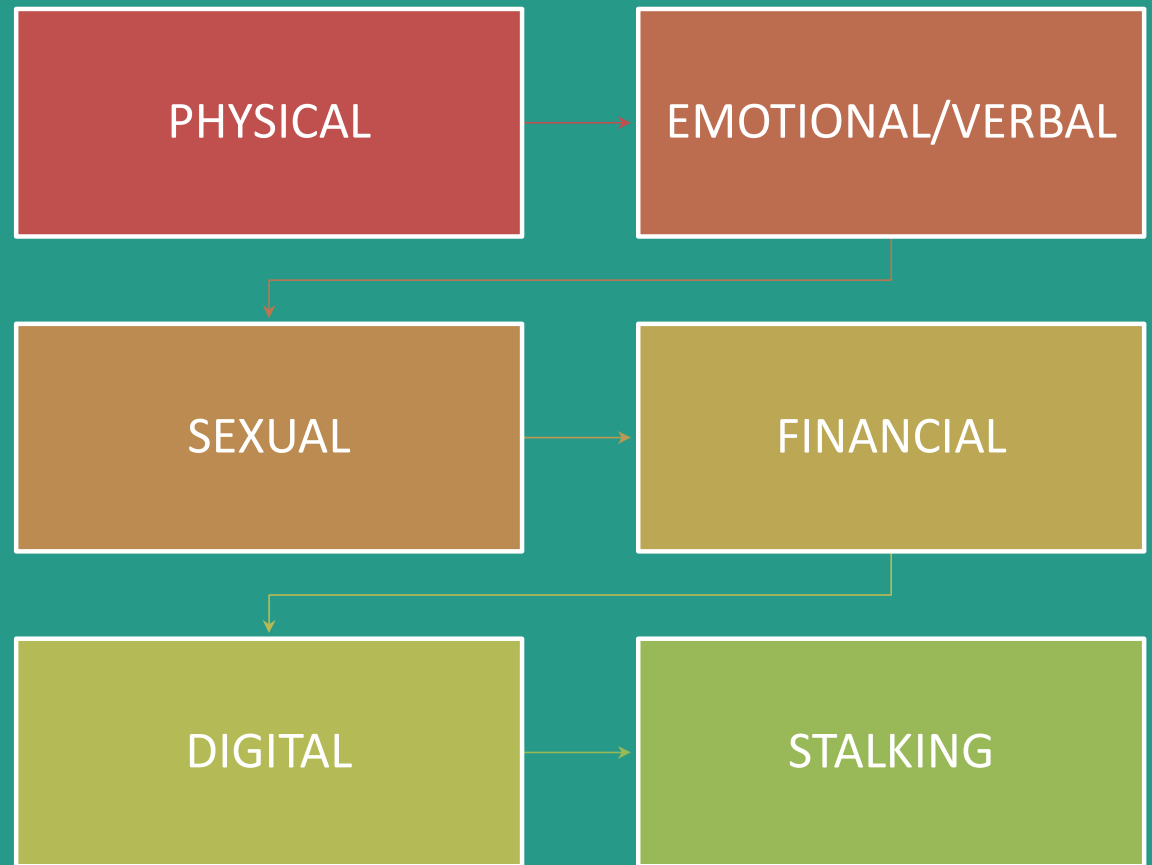 PHYSICAL
EMOTIONAL/VERBAL
SEXUAL
FINANCIAL
DIGITAL
STALKING